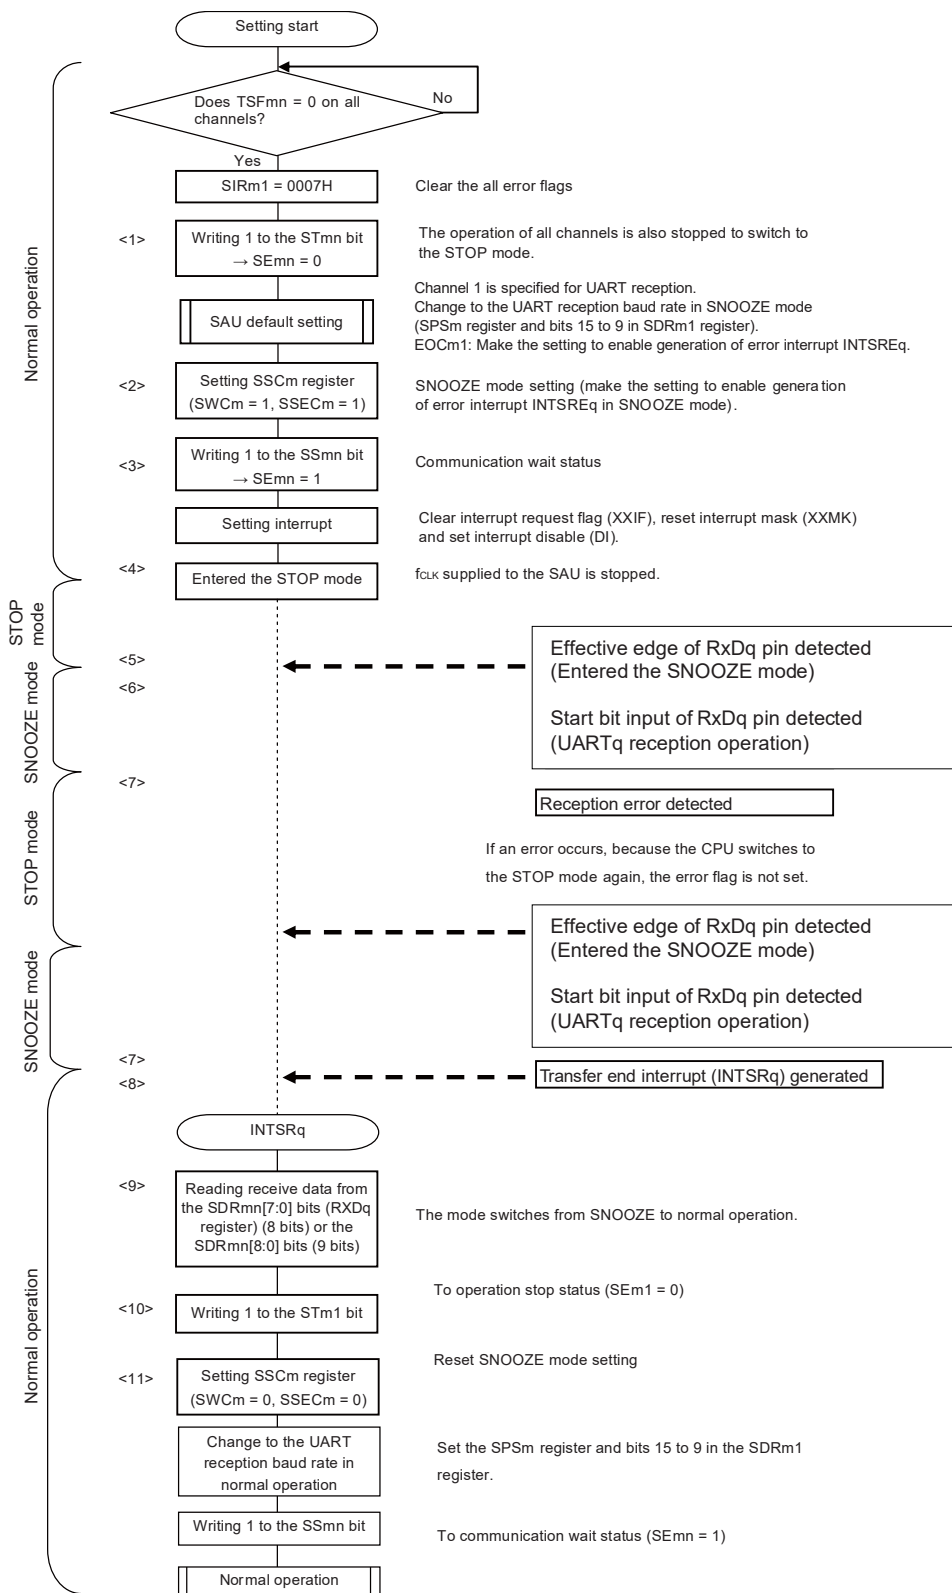 Setting start
Does TSFmn = 0 on all
channels?
No
Yes
SIRm1 = 0007H
Clear the all error flags
Normal operation
<1>
Writing 1 to the STmn bit
→ SEmn = 0
The operation of all channels is also stopped to switch to
the STOP mode.
SAU default setting
Channel 1 is specified for UART reception.
Change to the UART reception baud rate in SNOOZE mode
(SPSm register and bits 15 to 9 in SDRm1 register).
EOCm1: Make the setting to enable generation of error interrupt INTSREq.
<2>
Setting SSCm register
(SWCm = 1, SSECm = 1)
SNOOZE mode setting (make the setting to enable generation
of error interrupt INTSREq in SNOOZE mode).
<3>
Writing 1 to the SSmn bit
→ SEmn = 1
Communication wait status
Setting interrupt
Clear interrupt request flag (XXIF), reset interrupt mask (XXMK)
and set interrupt disable (DI).
<4>
Entered the STOP mode
fCLK supplied to the SAU is stopped.
STOP
mode
<5>
<6>
Effective edge of RxDq pin detected
(Entered the SNOOZE mode)
Start bit input of RxDq pin detected
(UARTq reception operation)
SNOOZE mode
<7>
Reception error detected
If an error occurs, because the CPU switches to
the STOP mode again, the error flag is not set.
STOP mode
Effective edge of RxDq pin detected
(Entered the SNOOZE mode)
Start bit input of RxDq pin detected
(UARTq reception operation)
SNOOZE mode
<7>
<8>
Transfer end interrupt (INTSRq) generated
INTSRq
<9>
Reading receive data from
the SDRmn[7:0] bits (RXDq
register) (8 bits) or the
SDRmn[8:0] bits (9 bits)
The mode switches from SNOOZE to normal operation.
Normal operation
<10>
Writing 1 to the STm1 bit
To operation stop status (SEm1 = 0)
<11>
Setting SSCm register
(SWCm = 0, SSECm = 0)
Reset SNOOZE mode setting
Change to the UART
reception baud rate in
normal operation
Set the SPSm register and bits 15 to 9 in the SDRm1
register.
Writing 1 to the SSmn bit
To communication wait status (SEmn = 1)
Normal operation